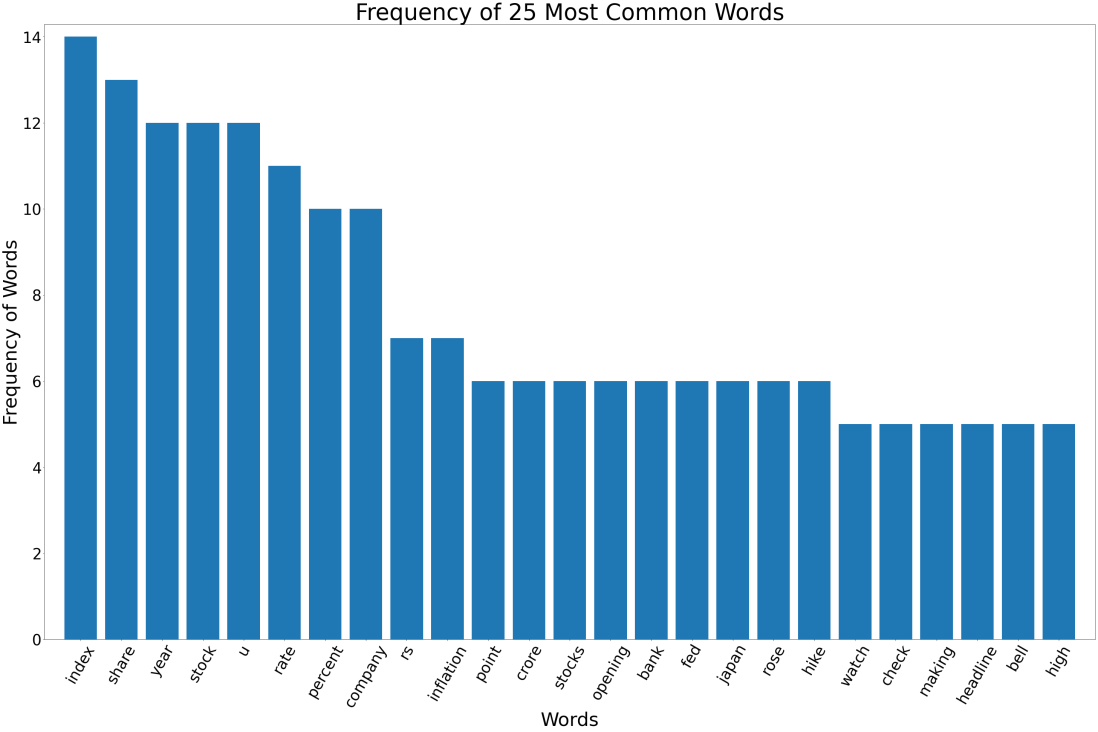 Frequency of 25 Most Common Words
Frequency of Words
14
12
10
8
6
4
2
0
index
share
year
stock
u
rate
percent
company
rs
inflation
point
crore
stocks
opening
bank
fed
japan
rose
hike
watch
check
making
headline
bell
high
Words